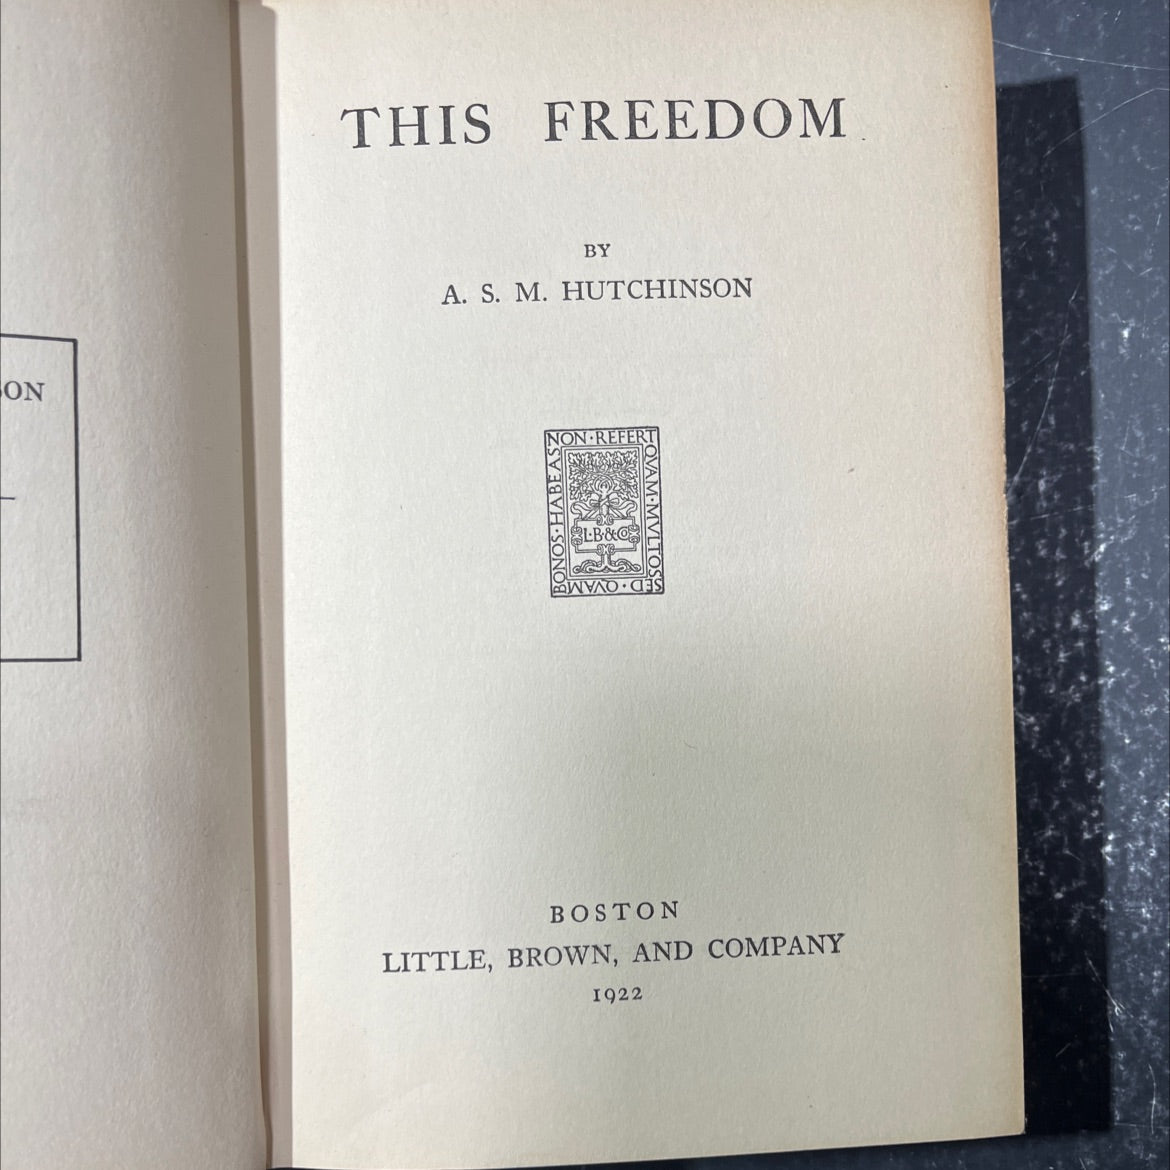 ON
THIS FREEDOM
BY
A. S. M. HUTCHINSON
NON·REFERT
QVAM·MVLTOS
SED·QVAM
BONOS·HABEAS
L·B·&·CO
BOSTON
LITTLE, BROWN, AND COMPANY
1922